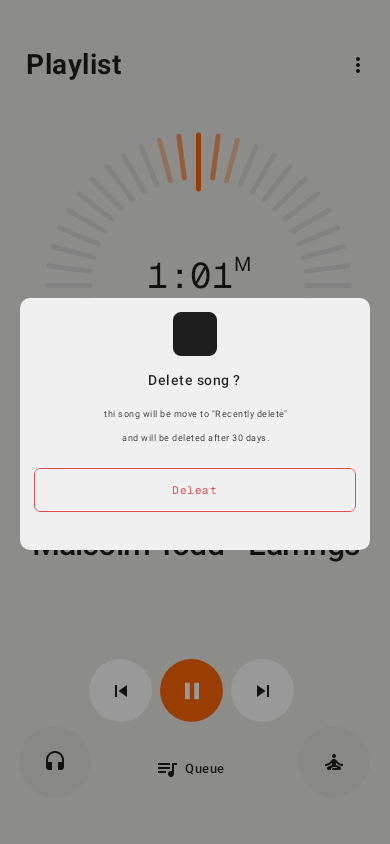 Playlist
1:01M
Delete song ?
thi song will be move to "Recently delete"
and will be deleted after 30 days.
Deleat
Malcolm Todd - Earrings
Queue